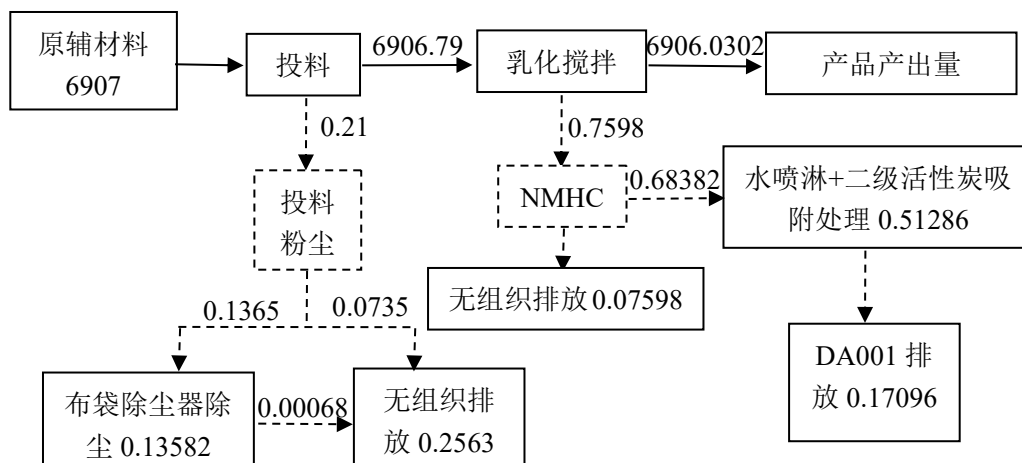 原辅材料
6907
投料
6906.79
乳化搅拌
6906.0302
产品产出量
0.21
0.7598
投料
粉尘
NMHC
0.68382
水喷淋+二级活性炭吸
附处理 0.51286
无组织排放 0.07598
0.1365
0.0735
DA001 排
放 0.17096
布袋除尘器除
尘 0.13582
0.00068
无组织排
放 0.2563